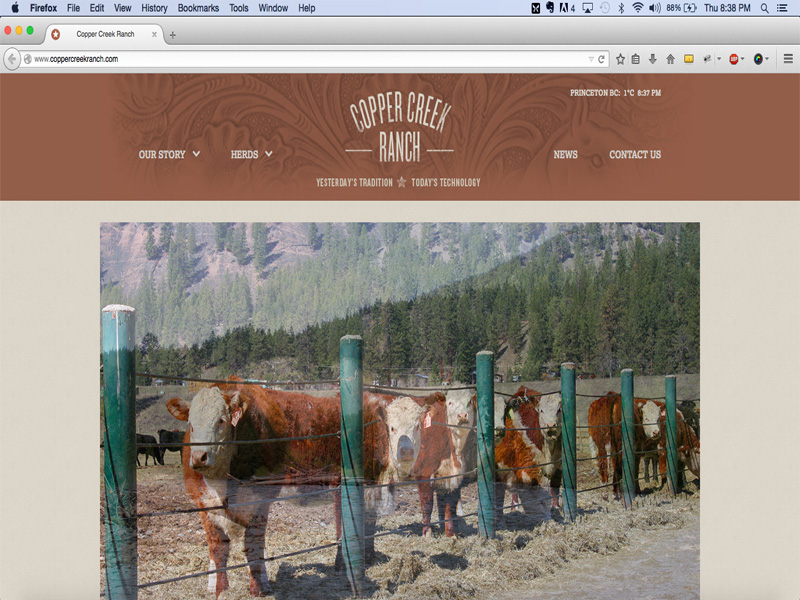 Firefox File Edit View History Bookmarks Tools Window Help 4 88% Thu 8:38 PM
Copper Creek Ranch
www.coppercreekranch.com
PRINCETON BC: 1°C 8:37 PM
COPPER CREEK
RANCH
OUR STORY HERDS NEWS CONTACT US
YESTERDAY'S TRADITION TODAY'S TECHNOLOGY